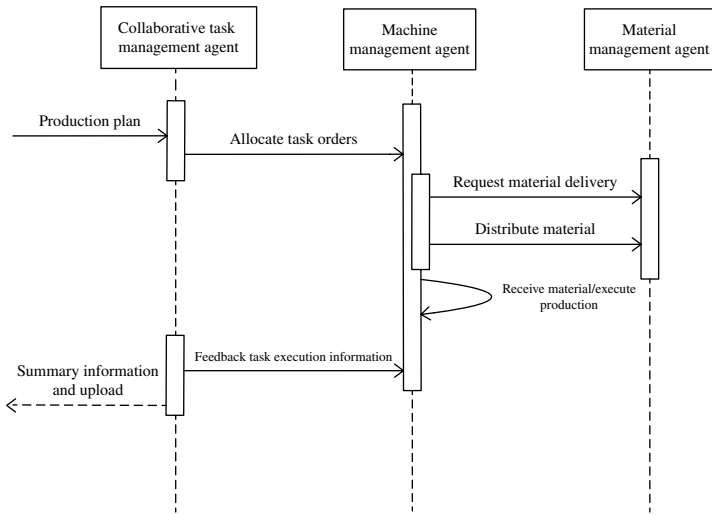 Collaborative task
management agent
Machine
management agent
Material
management agent
Production plan
Allocate task orders
Request material delivery
Distribute material
Receive material/execute
production
Feedback task execution information
Summary information
and upload